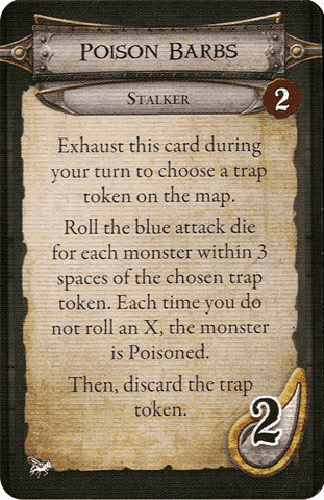 Poison Barbs
Stalker
2
Exhaust this card during
your turn to choose a trap
token on the map.
Roll the blue attack die
for each monster within 3
spaces of the chosen trap
token. Each time you do
not roll an X, the monster
is Poisoned.
Then, discard the trap
token.
2